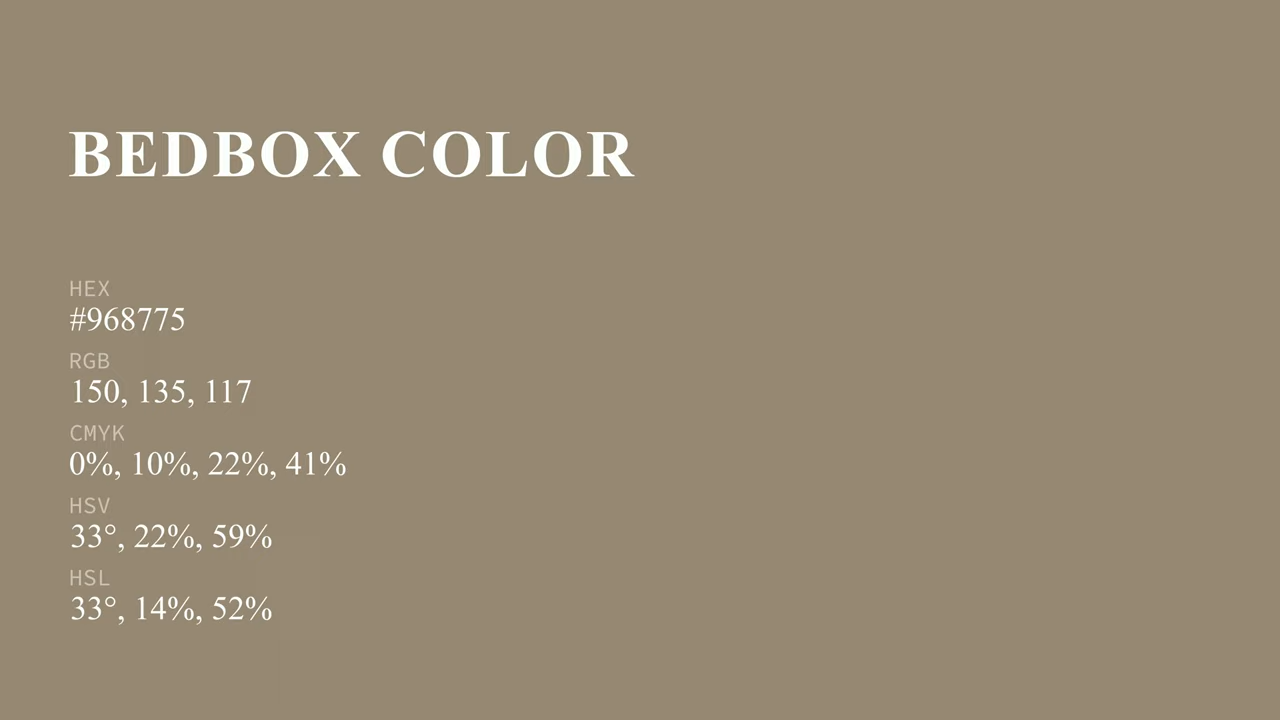 BEDBOX COLOR
HEX
#968775
RGB
150, 135, 117
CMYK
0%, 10%, 22%, 41%
HSV
33°, 22%, 59%
HSL
33°, 14%, 52%